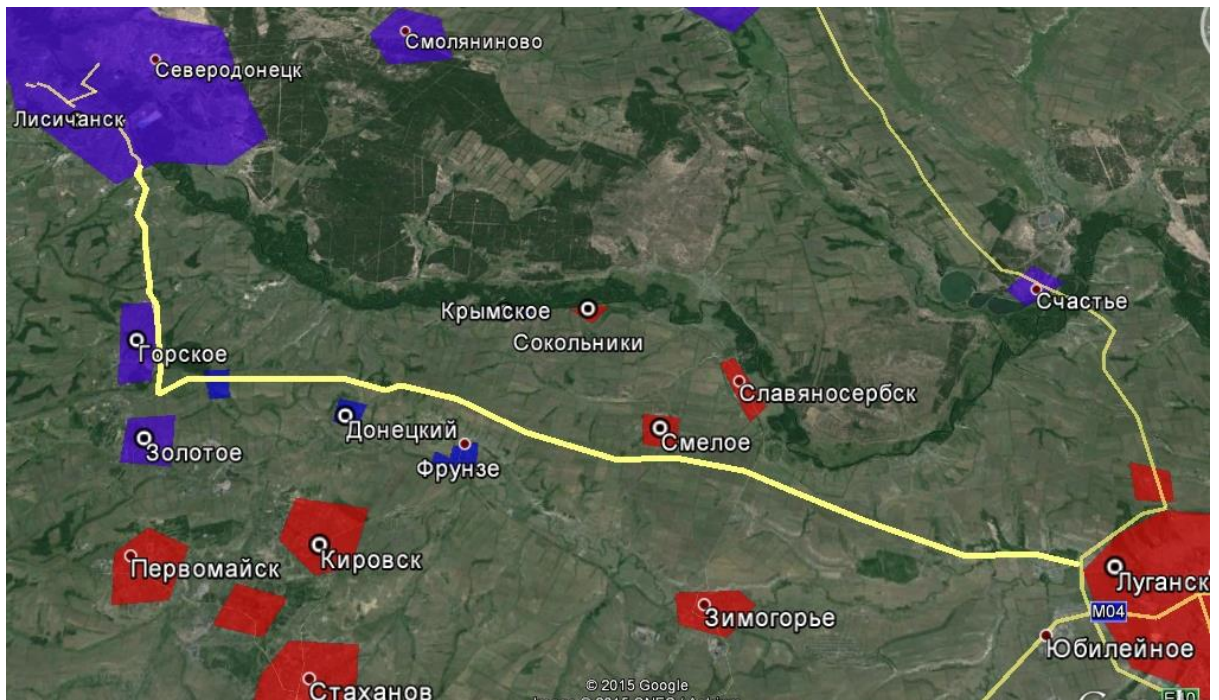 Смоляниново
Северодонецк
Лисичанск
Счастье
Крымское
Сокольники
Горское
Славяносербск
Донецкий
Смелое
Золотое
Фрунзе
Кировск
Первомайск
Луганск
Зимогорье
M04
Юбилейное
Стаханов
© 2015 Google